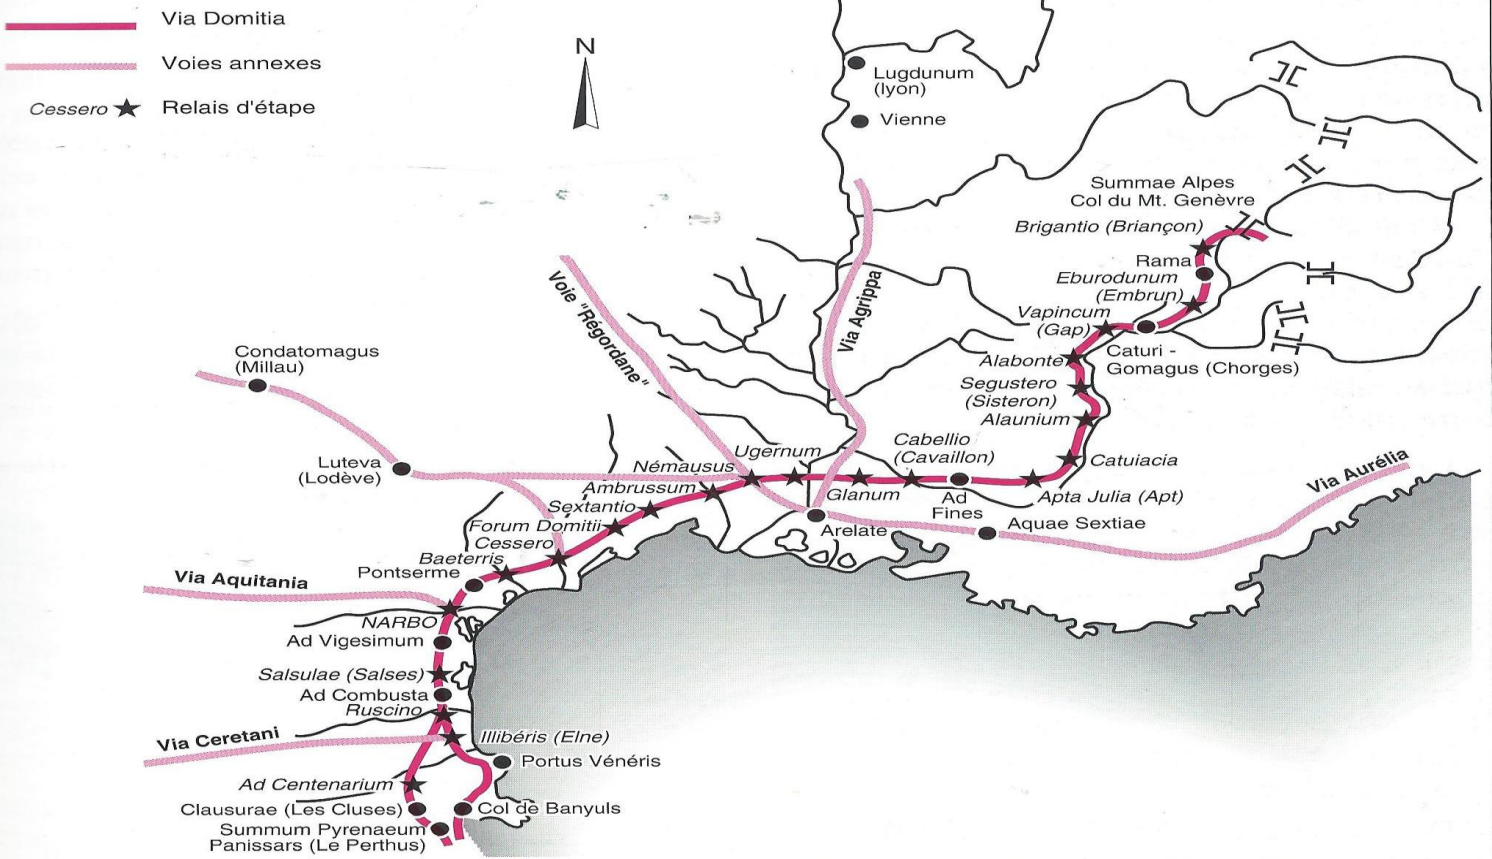 Via Domitia
Voies annexes
Cessero ★ Relais d'étape
N
Lugdunum
(lyon)
Vienne
Summae Alpes
Col du Mt. Genèvre
Brigantio (Briançon)
Rama
Eburodunum
(Embrun)
Vapincum
(Gap)
Caturi -
Gomagus (Chorges)
Alabonte
Segustero
(Sisteron)
Alaunium
Catuiacia
Apta Julia (Apt)
Voie "Régordane"
Via Agrippa
Condatomagus
(Millau)
Luteva
(Lodève)
Ugernum
Cabellio
(Cavaillon)
Némausus
Glanum
Ad
Fines
Via Aurélia
Ambrussum
Sextantio
Arelate
Aquae Sextiae
Forum Domitii
Cessero
Baeterris
Pontserme
Via Aquitania
NARBO
Ad Vigesimum
Salsulae (Salses)
Ad Combusta
Ruscino
Via Ceretani
Illibéris (Elne)
Portus Vénéris
Ad Centenarium
Clausurae (Les Cluses)
Col de Banyuls
Summum Pyrenaeum
Panissars (Le Perthus)